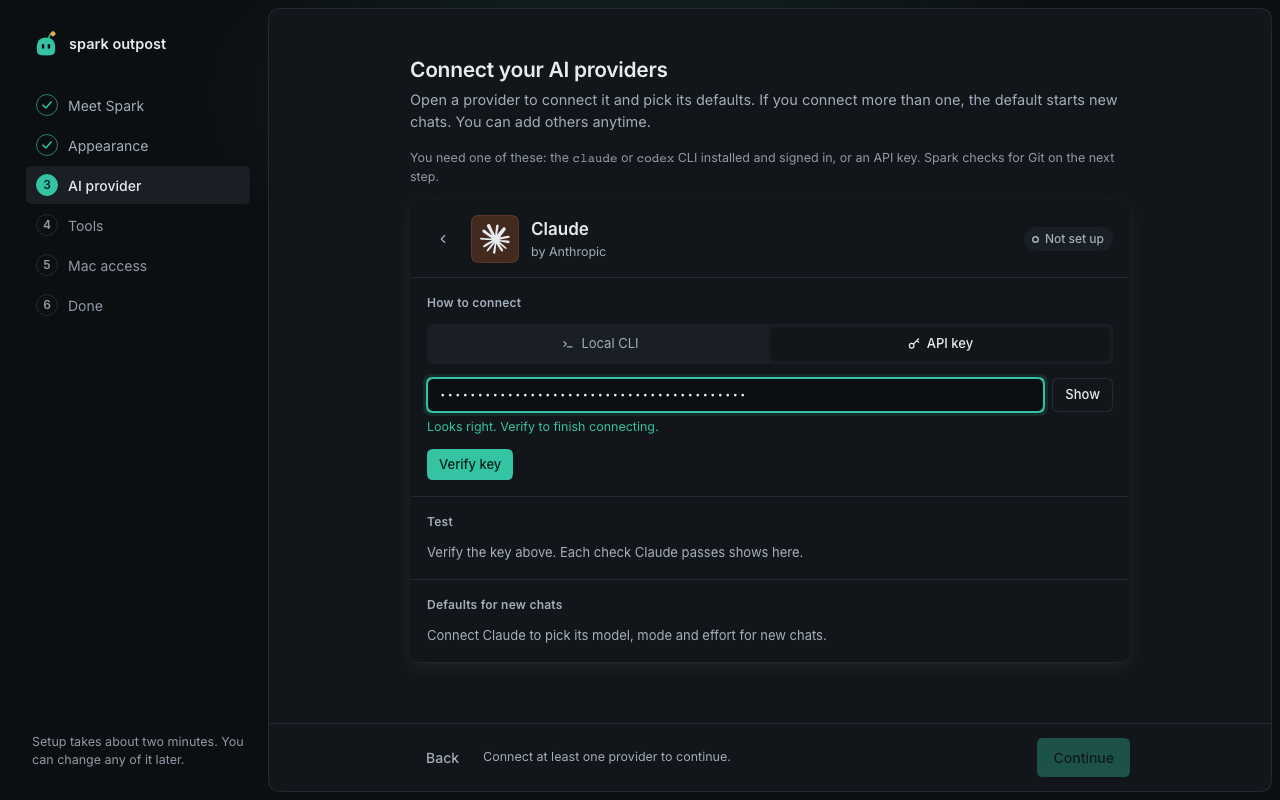 spark outpost
Meet Spark
Appearance
3 AI provider
4 Tools
5 Mac access
6 Done
Setup takes about two minutes. You
can change any of it later.
Connect your AI providers
Open a provider to connect it and pick its defaults. If you connect more than one, the default starts new
chats. You can add others anytime.
You need one of these: the claude or codex CLI installed and signed in, or an API key. Spark checks for Git on the next
step.
Claude
by Anthropic
Not set up
How to connect
Local CLI
API key
Show
Looks right. Verify to finish connecting.
Verify key
Test
Verify the key above. Each check Claude passes shows here.
Defaults for new chats
Connect Claude to pick its model, mode and effort for new chats.
Back
Connect at least one provider to continue.
Continue